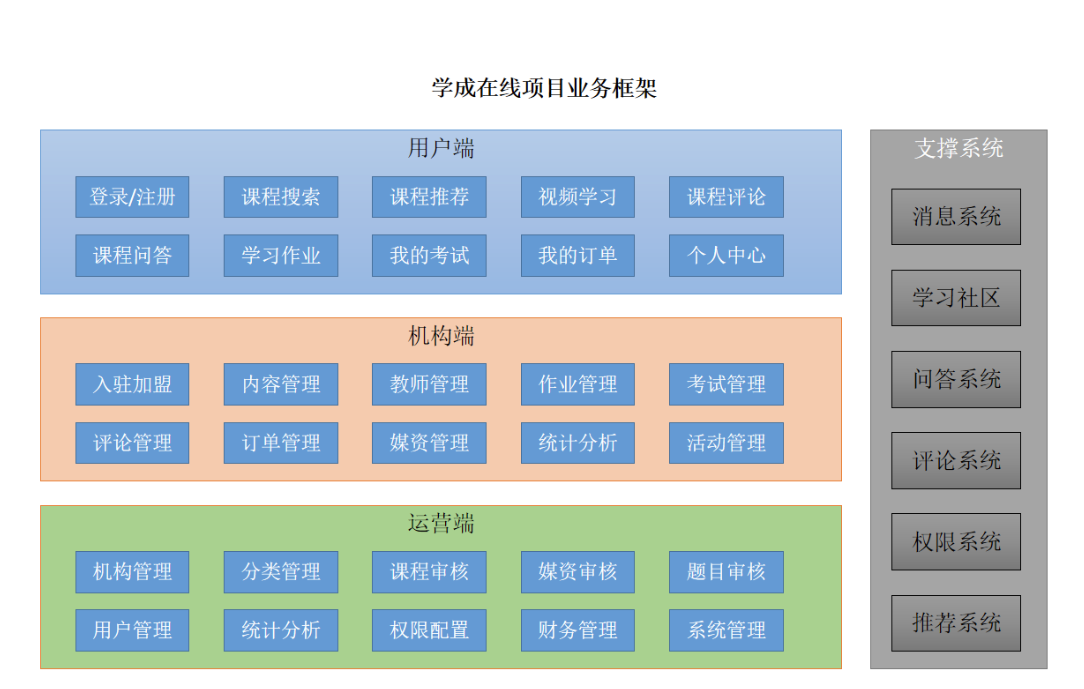 学成在线项目业务框架
用户端
登录/注册 课程搜索 课程推荐 视频学习 课程评论
课程问答 学习作业 我的考试 我的订单 个人中心
机构端
入驻加盟 内容管理 教师管理 作业管理 考试管理
评论管理 订单管理 媒资管理 统计分析 活动管理
运营端
机构管理 分类管理 课程审核 媒资审核 题目审核
用户管理 统计分析 权限配置 财务管理 系统管理
支撑系统
消息系统
学习社区
问答系统
评论系统
权限系统
推荐系统